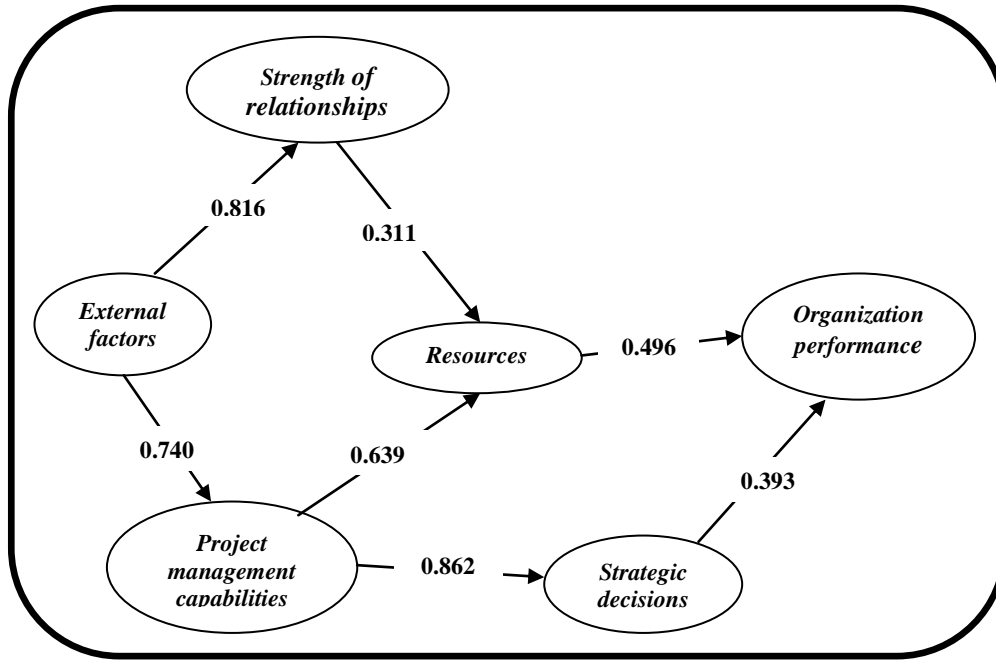 Strength of
relationships
0.816
0.311
External
factors
Organization
performance
Resources
0.496
0.740
0.639
0.393
Project
management
capabilities
0.862
Strategic
decisions